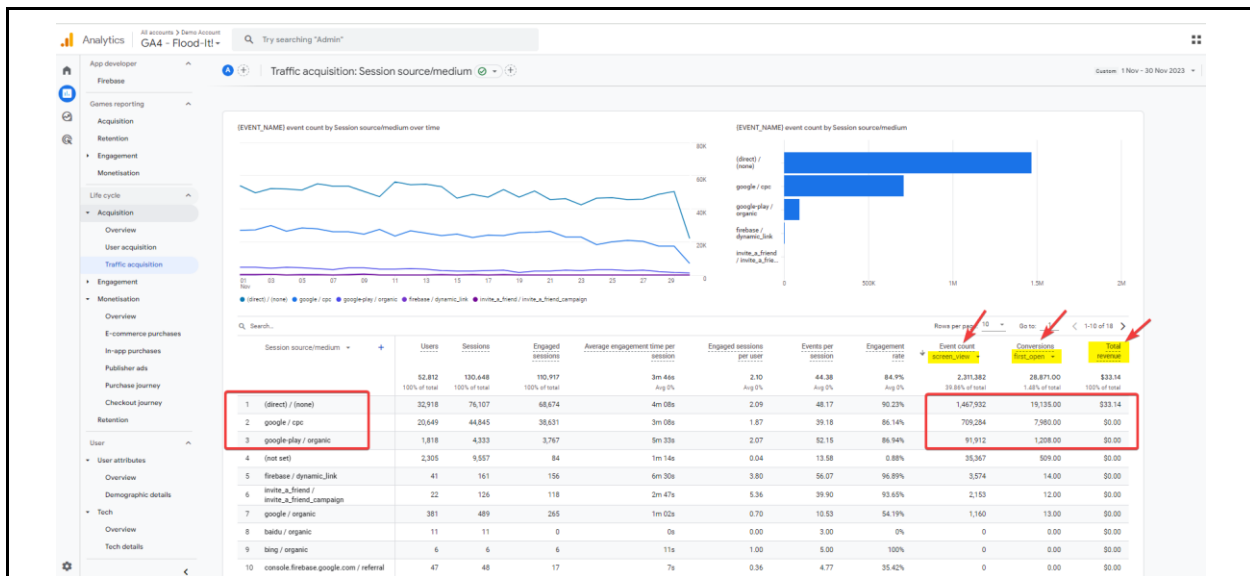 Analytics
All accounts > Demo Account
GA4 - Flood-It!
Try searching "Admin"
App developer
Firebase
Games reporting
Acquisition
Retention
Engagement
Monetisation
Life cycle
Acquisition
Overview
User acquisition
Traffic acquisition
Engagement
Monetisation
Overview
E-commerce purchases
In-app purchases
Publisher ads
Purchase journey
Checkout journey
Retention
User
User attributes
Overview
Demographic details
Tech
Overview
Tech details
A
Traffic acquisition: Session source/medium
Custom 1 Nov - 30 Nov 2023
{EVENT_NAME} event count by Session source/medium over time
80K
60K
40K
20K
0
01 Nov 03 05 07 09 11 13 15 17 19 21 23 25 27 29
(direct) / (none) google / cpc google-play / organic firebase / dynamic_link invite_a_friend / invite_a_friend_campaign
{EVENT_NAME} event count by Session source/medium
(direct) / (none)
google / cpc
google-play / organic
firebase / dynamic_link
invite_a_friend / invite_a_frie...
0 500K 1M 1.5M 2M
Search...
Rows per page: 10 Go to: 1-10 of 18
Session source/medium Users Sessions Engaged sessions Average engagement time per session Engaged sessions per user Events per session Engagement rate Event count screen_view Conversions first_open Total revenue
52,812 130,648 110,917 3m 46s 2.10 44.38 84.9% 2,311,382 28,871.00 $33.14
100% of total 100% of total 100% of total Avg 0% Avg 0% Avg 0% Avg 0% 39.86% of total 1.48% of total 100% of total
1 (direct) / (none) 32,918 76,107 68,674 4m 08s 2.09 48.17 90.23% 1,467,932 19,135.00 $33.14
2 google / cpc 20,649 44,845 38,631 3m 08s 1.87 39.18 86.14% 709,284 7,980.00 $0.00
3 google-play / organic 1,818 4,333 3,767 5m 33s 2.07 52.15 86.94% 91,912 1,208.00 $0.00
4 (not set) 2,305 9,557 84 1m 14s 0.04 13.58 0.88% 35,367 509.00 $0.00
5 firebase / dynamic_link 41 161 156 6m 30s 3.80 56.07 96.89% 3,574 14.00 $0.00
6 invite_a_friend / invite_a_friend_campaign 22 126 118 2m 47s 5.36 39.90 93.65% 2,153 12.00 $0.00
7 google / organic 381 489 265 1m 02s 0.70 10.53 54.19% 1,160 13.00 $0.00
8 baidu / organic 11 11 0 0s 0.00 3.00 0% 0 0.00 $0.00
9 bing / organic 6 6 6 11s 1.00 5.00 100% 0 0.00 $0.00
10 console.firebase.google.com / referral 47 48 17 7s 0.36 4.77 35.42% 0 0.00 $0.00